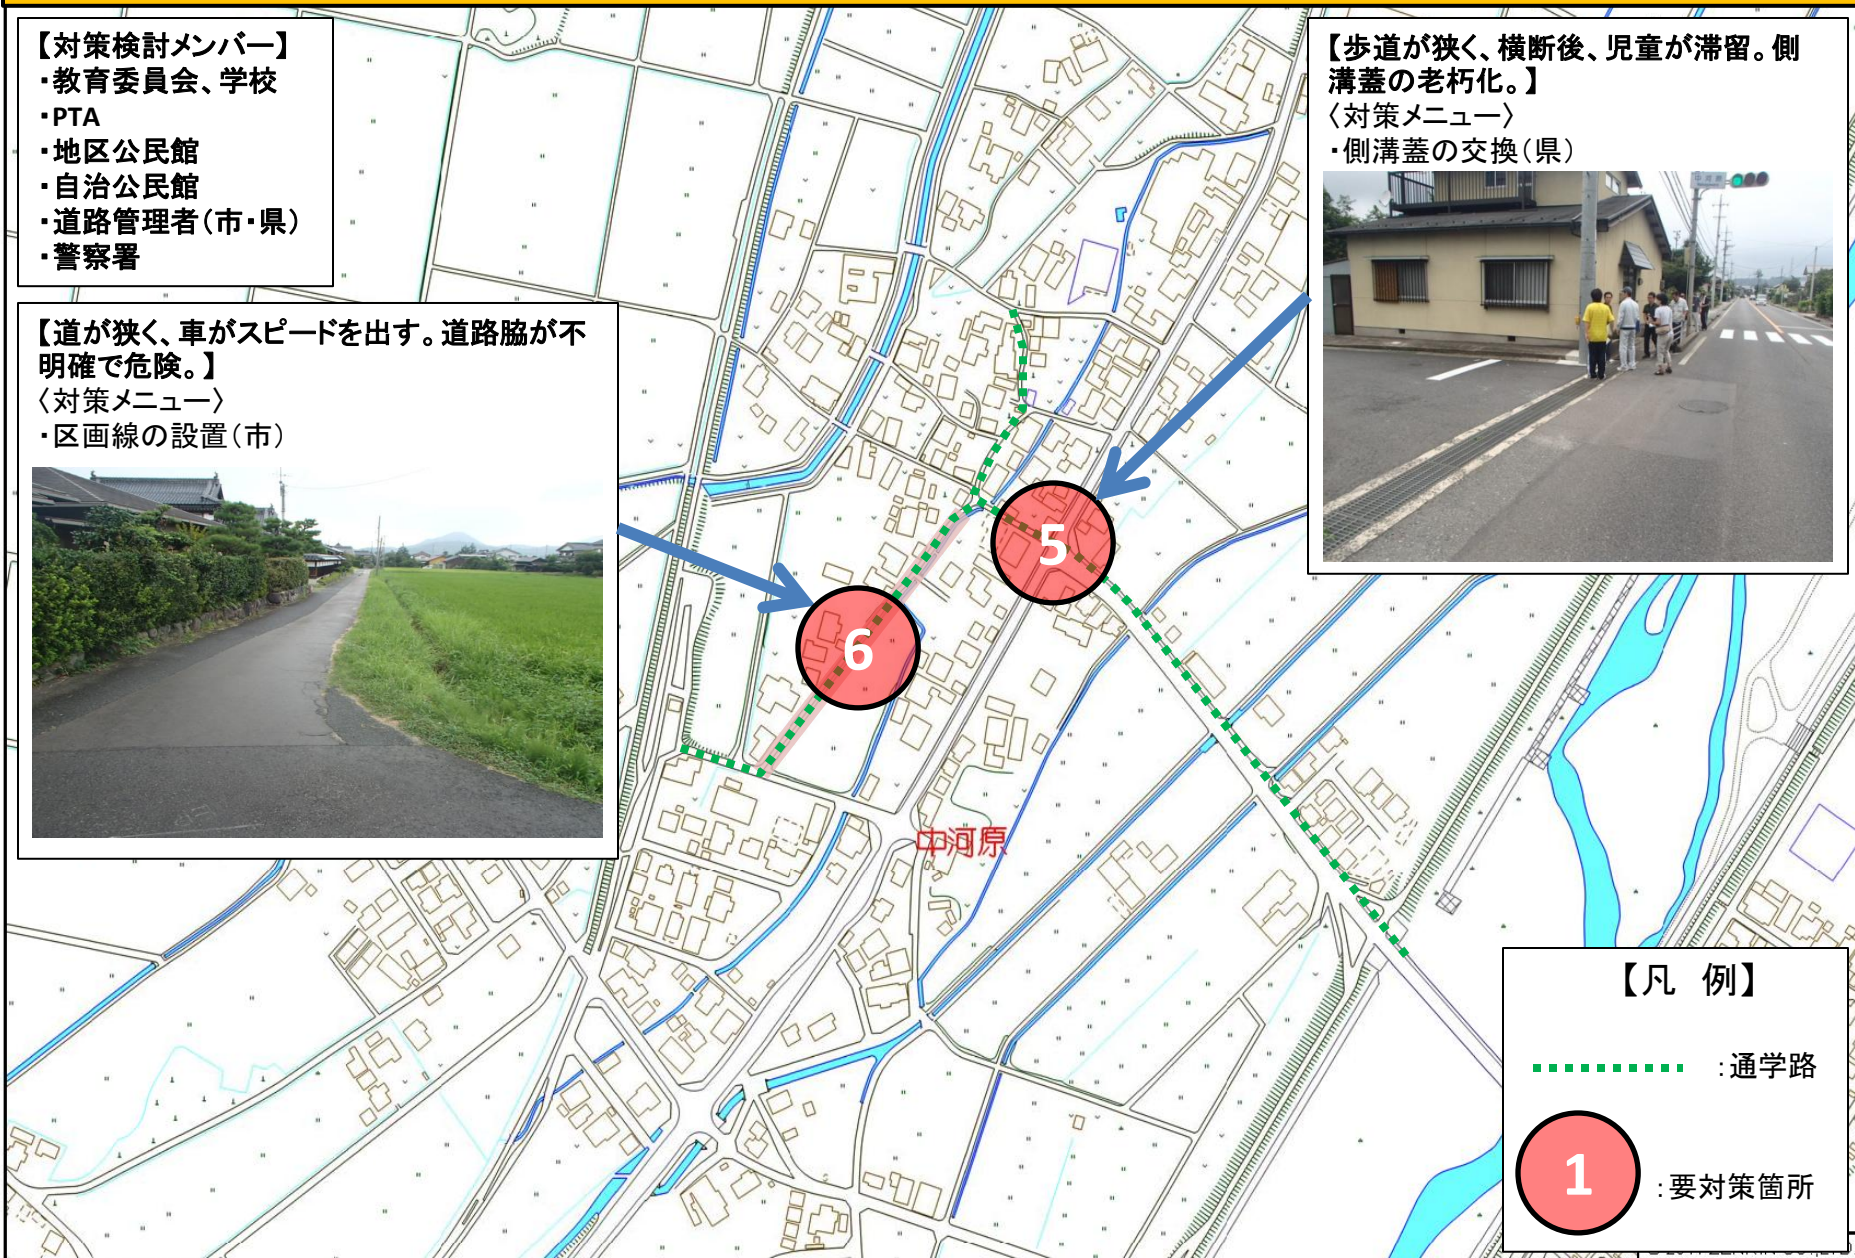 【対策検討メンバー】
・教育委員会、学校
・PTA
・地区公民館
・自治公民館
・道路管理者(市・県)
・警察署
【道が狭く、車がスピードを出す。道路脇が不
明確で危険。】
〈対策メニュー〉
・区画線の設置(市)
【歩道が狭く、横断後、児童が滞留。側
溝蓋の老朽化。】
〈対策メニュー〉
・側溝蓋の交換(県)
5
6
中河原
【凡 例】
:通学路
1
:要対策箇所